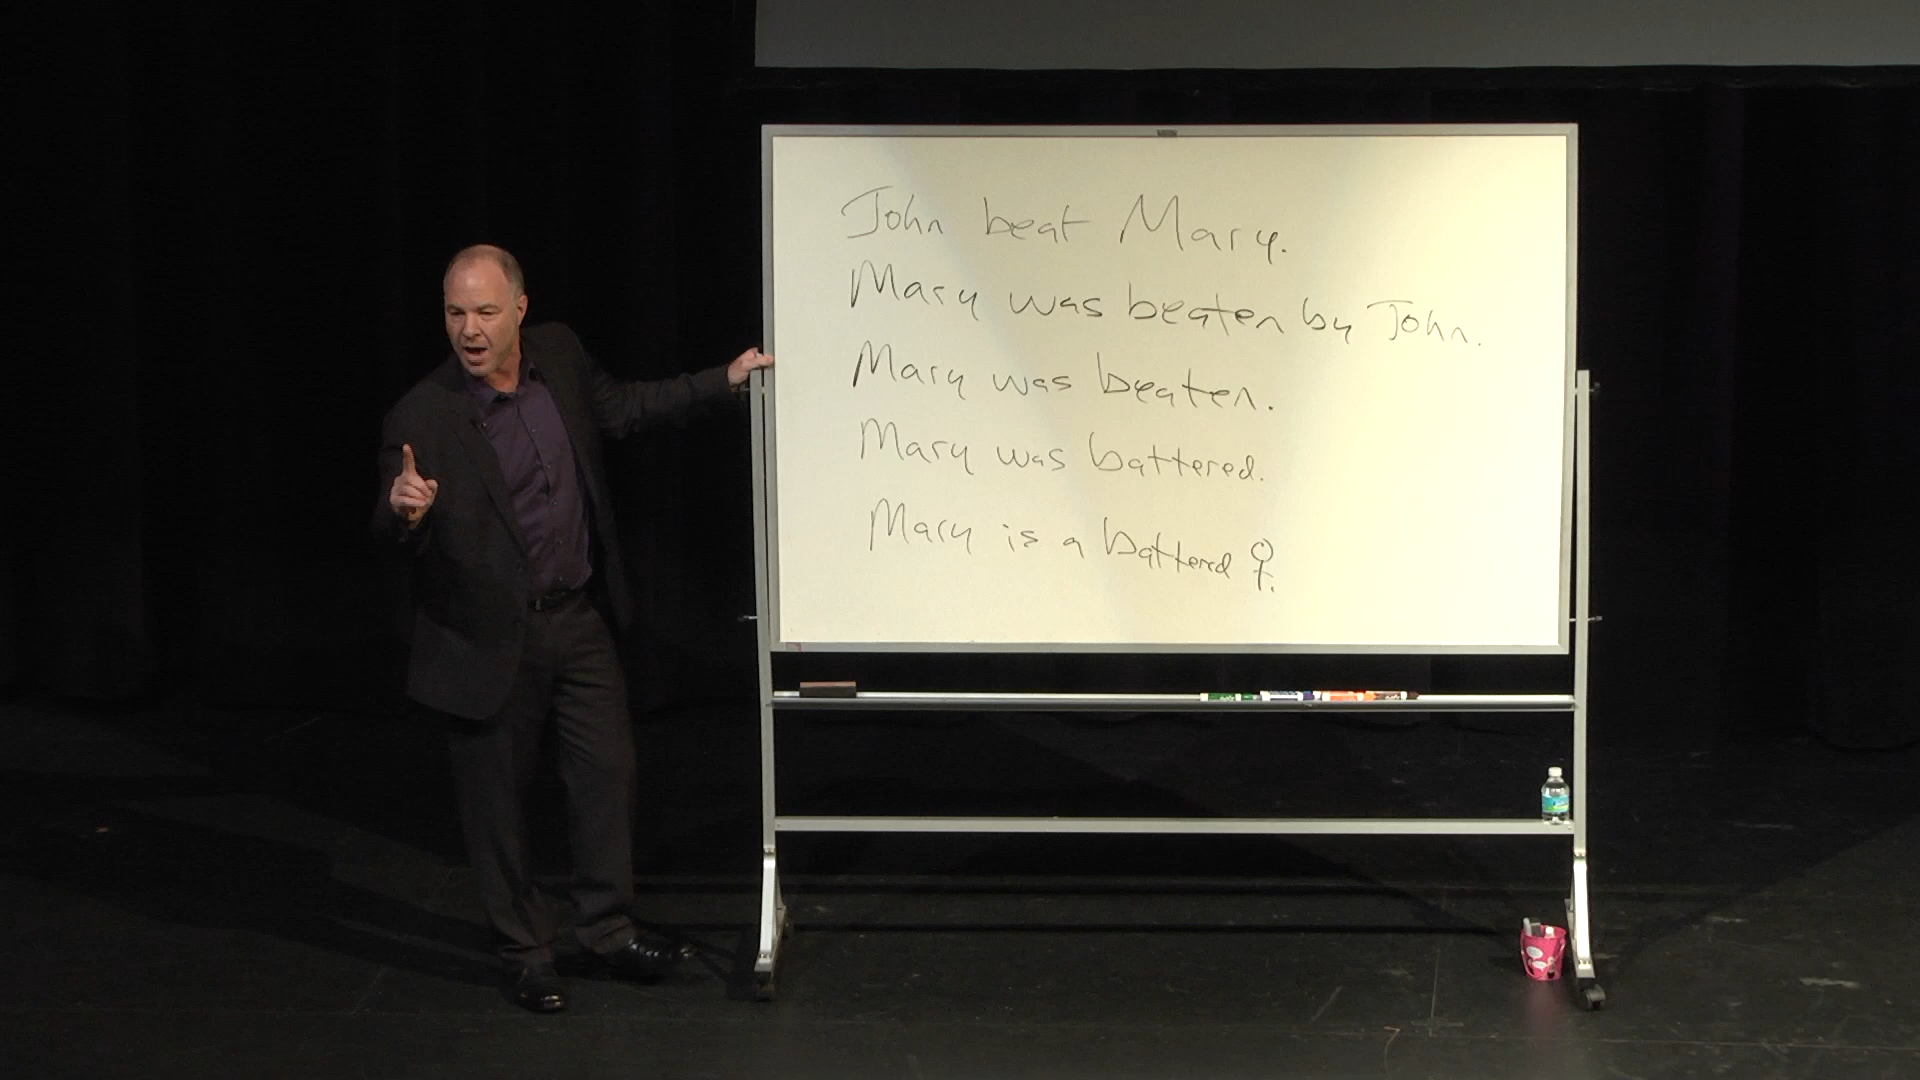 John beat Mary.
Mary was beaten by John.
Mary was beaten.
Mary was battered.
Mary is a battered ♀.